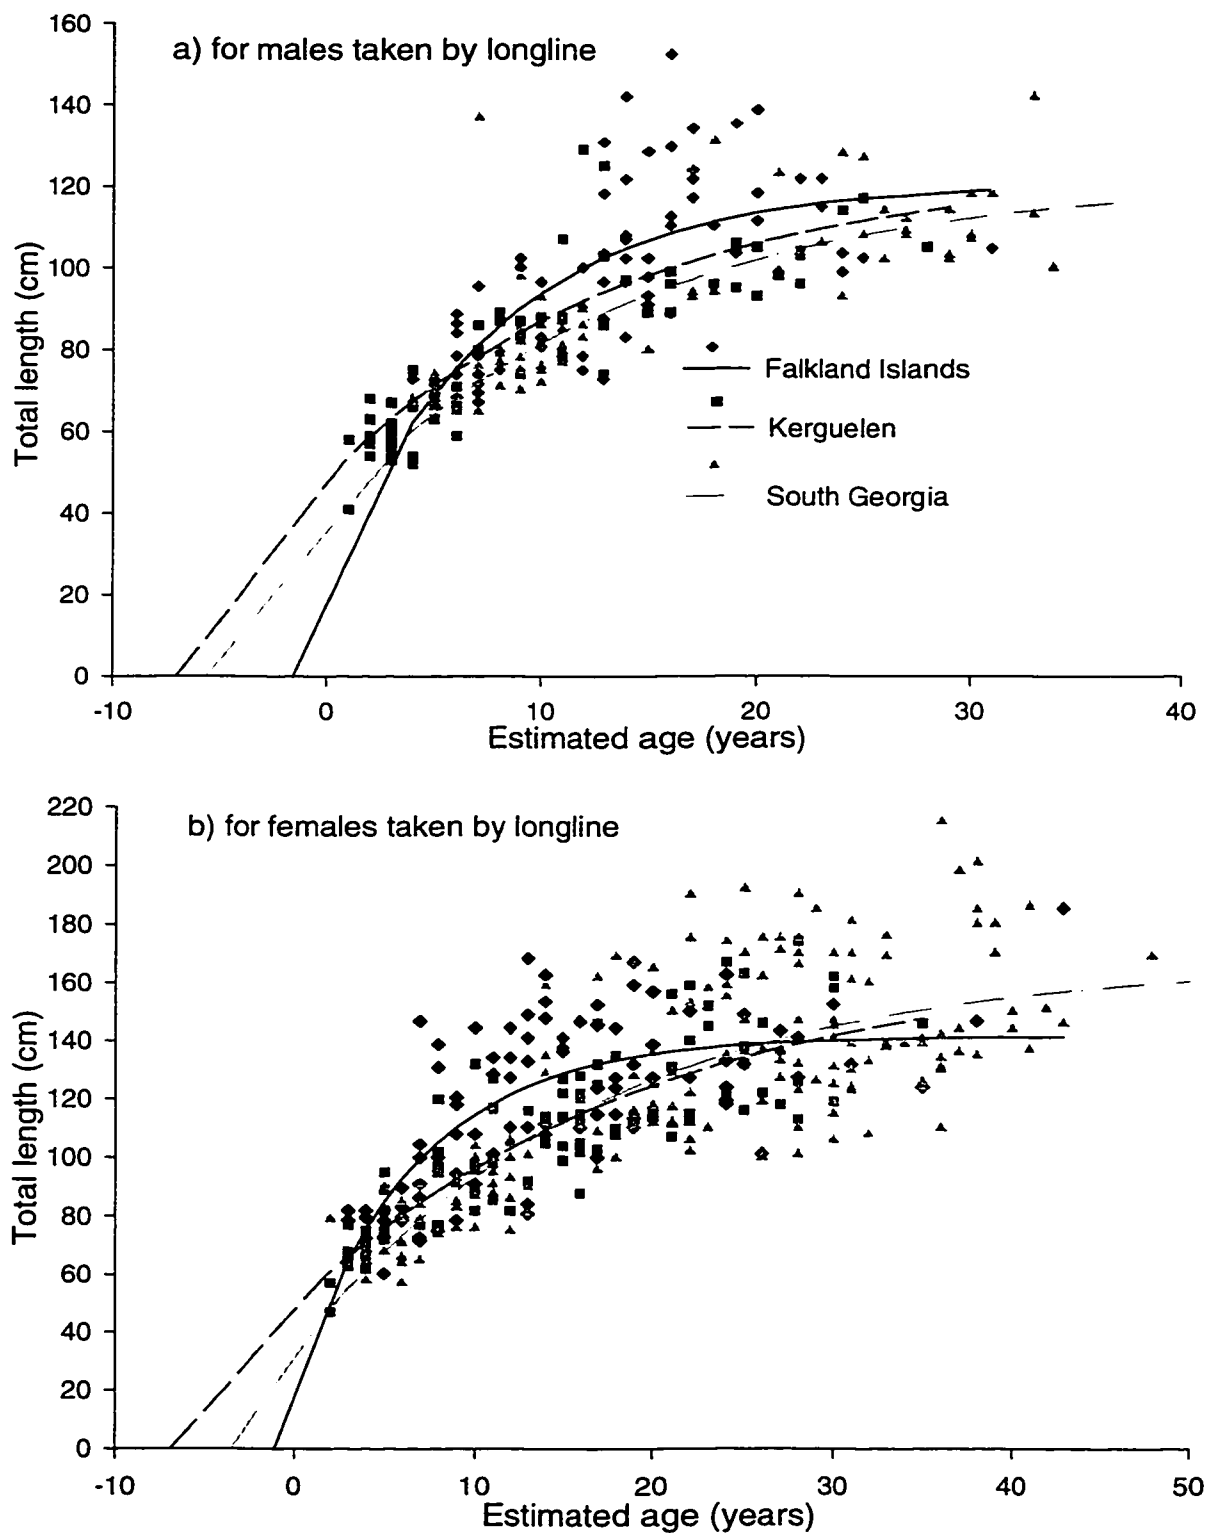 160
a) for males taken by longline
140
120
100
80
60
40
20
0
Total length (cm)
Falkland Islands
Kerguelen
South Georgia
-10 0 10 20 30 40
Estimated age (years)
220
b) for females taken by longline
200
180
160
140
120
100
80
60
40
20
0
Total length (cm)
-10 0 10 20 30 40 50
Estimated age (years)